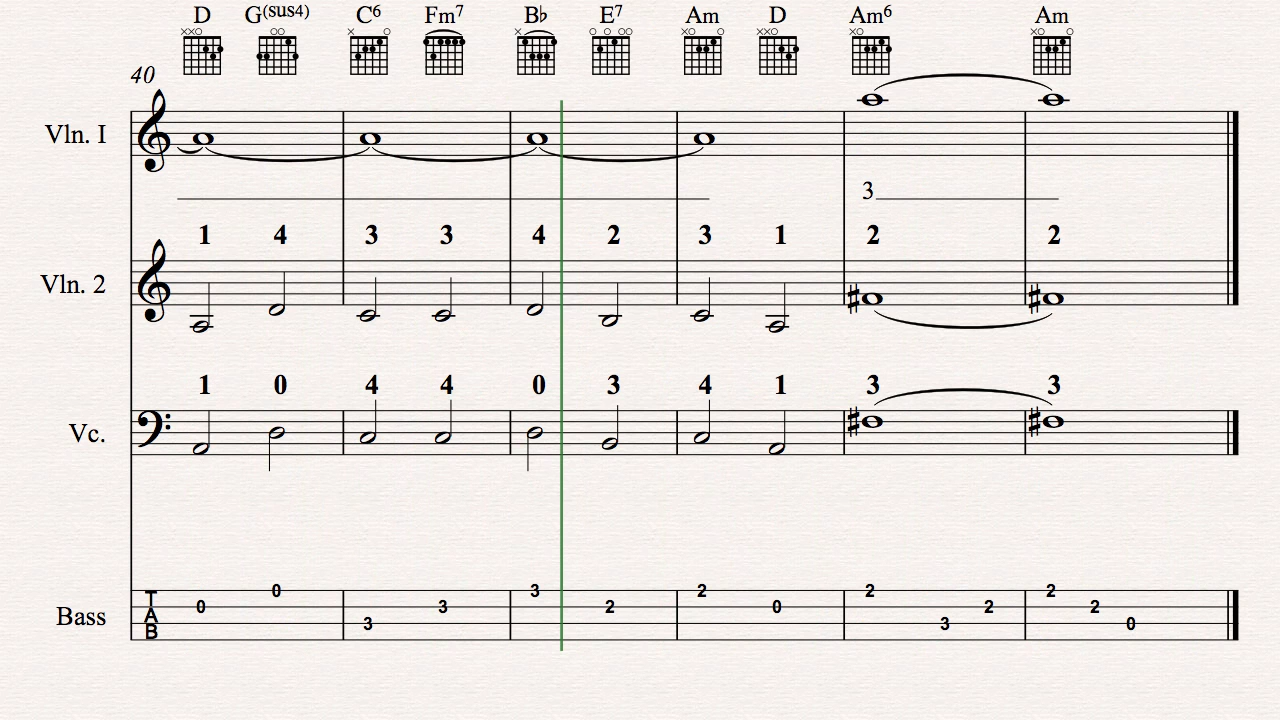 D G(sus4) C6 Fm7 B♭ E7 Am D Am6 Am
40
Vln. I
3
1 4 3 3 4 2 3 1 2 2
Vln. 2
1 0 4 4 0 3 4 1 3 3
Vc.
0 0 3 3 3 2 2 0 2 3 2 2 2 0
Bass T A B